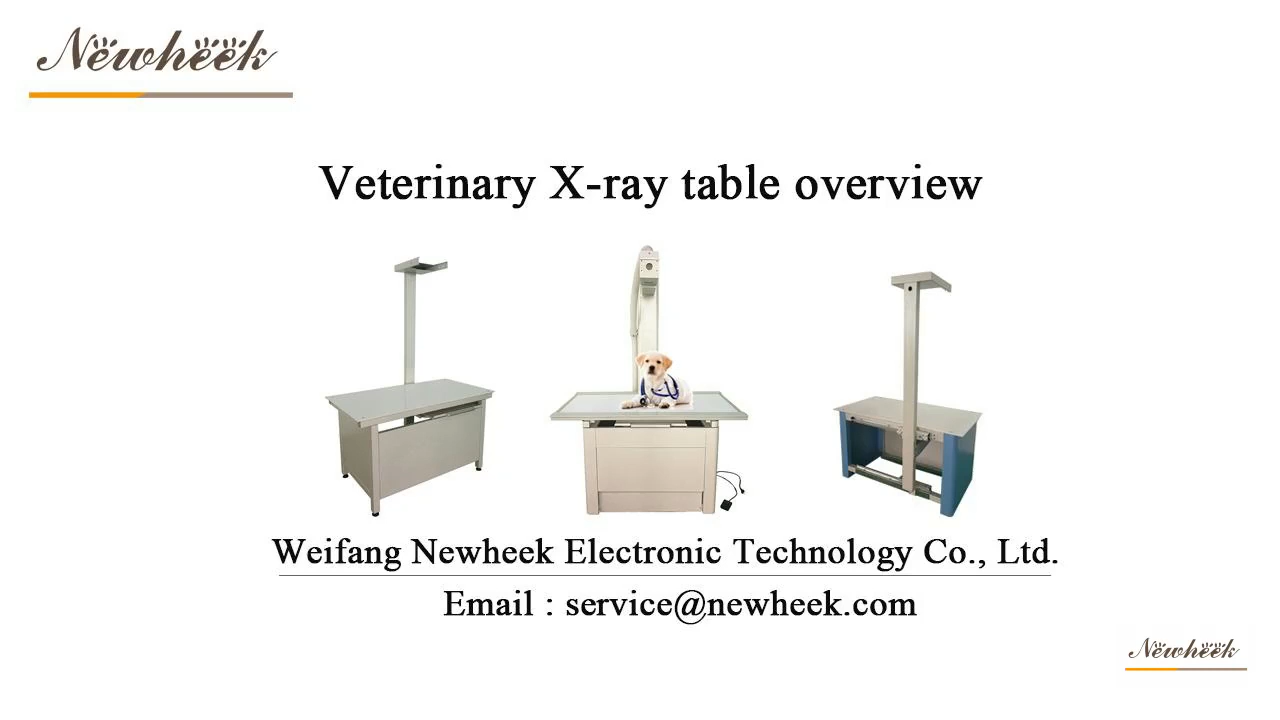 Newheek
Veterinary X-ray table overview
Weifang Newheek Electronic Technology Co., Ltd.
Email : service@newheek.com
Newheek